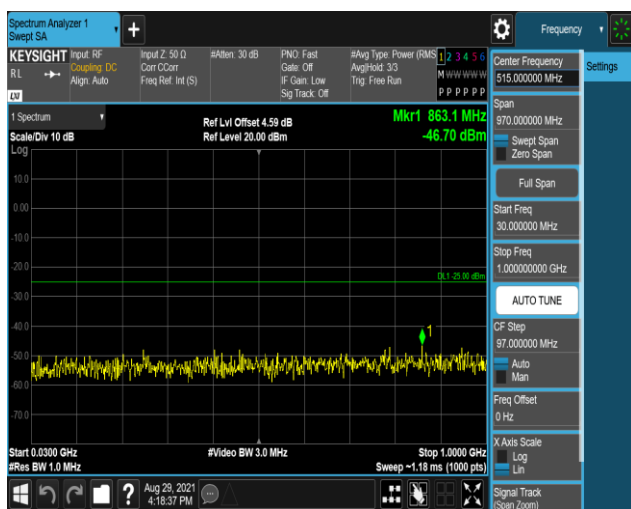 Spectrum Analyzer 1
Swept SA
+
Frequency
KEYSIGHT
RL
Input: RF
Coupling: DC
Align: Auto
Input Z: 50 Ω
Corr CCorr
Freq Ref: Int (S)
#Atten: 30 dB
PNO: Fast
Gate: Off
IF Gain: Low
Sig Track: Off
#Avg Type: Power (RMS
Avg|Hold: 3/3
Trig: Free Run
1 2 3 4 5 6
M W W W W W
P P P P P P
LXI
1 Spectrum
Scale/Div 10 dB
Ref Lvl Offset 4.59 dB
Ref Level 20.00 dBm
Mkr1 863.1 MHz
-46.70 dBm
Log
10.0
0.00
-10.0
-20.0
-30.0
-40.0
-50.0
-60.0
-70.0
DL1 -25.00 dBm
1
Start 0.0300 GHz
#Res BW 1.0 MHz
#Video BW 3.0 MHz
Stop 1.0000 GHz
Sweep ~1.18 ms (1000 pts)
?
Aug 29, 2021
4:18:37 PM
Center Frequency
515.000000 MHz
Settings
Span
970.000000 MHz
Swept Span
Zero Span
Full Span
Start Freq
30.000000 MHz
Stop Freq
1.000000000 GHz
AUTO TUNE
CF Step
97.000000 MHz
Auto
Man
Freq Offset
0 Hz
X Axis Scale
Log
Lin
Signal Track
(Span Zoom)